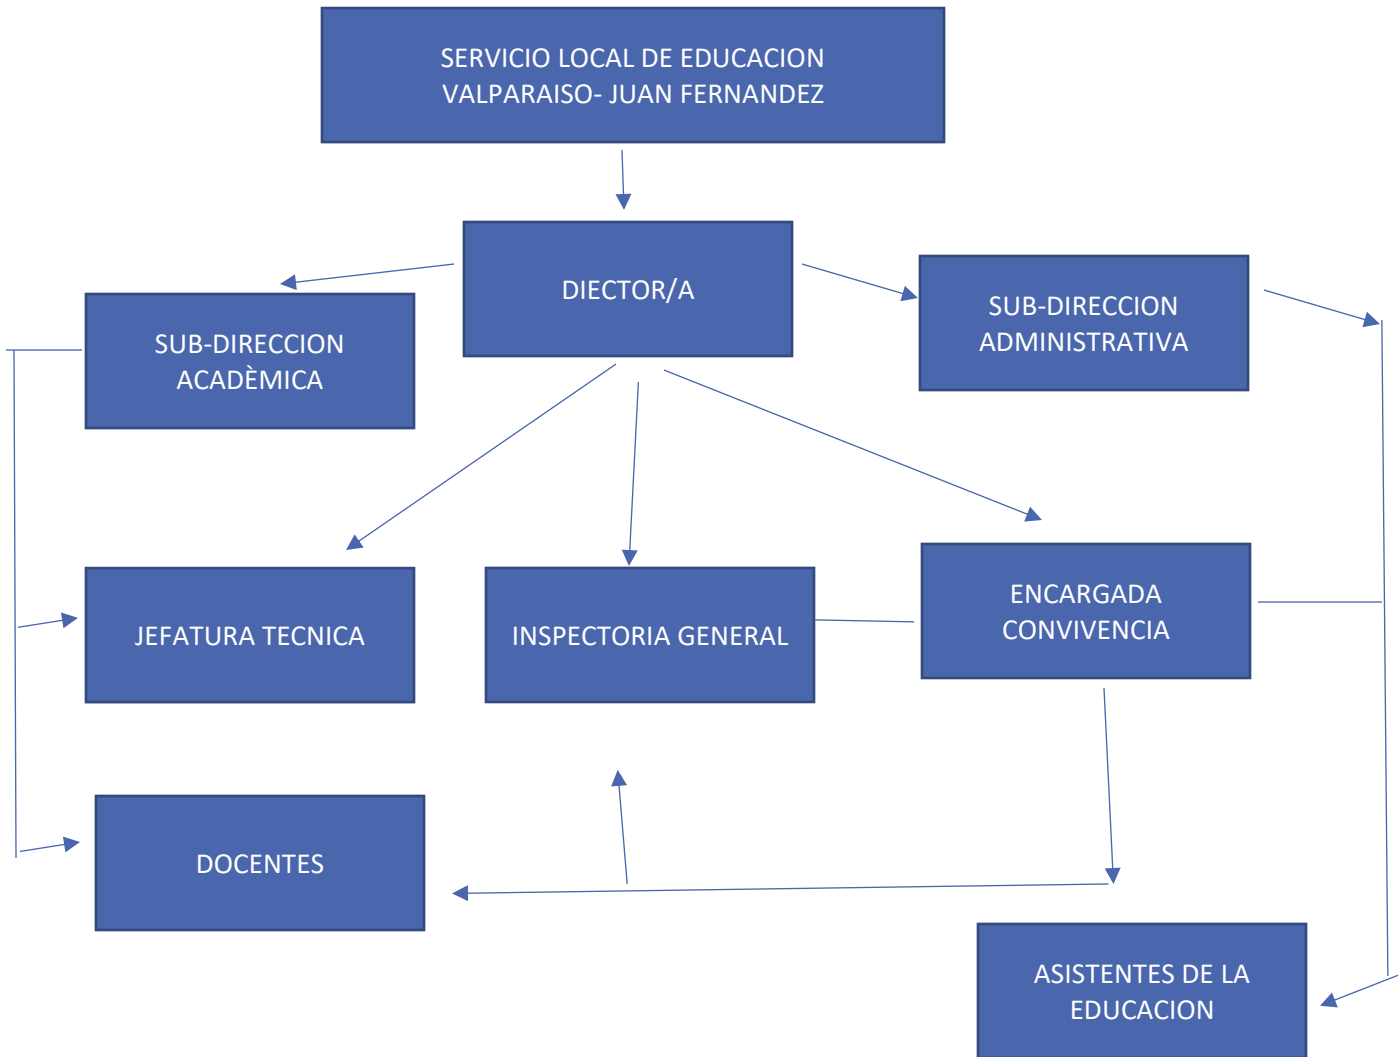 SERVICIO LOCAL DE EDUCACION
VALPARAISO- JUAN FERNANDEZ
DIECTOR/A
SUB-DIRECCION
ADMINISTRATIVA
SUB-DIRECCION
ACADÈMICA
JEFATURA TECNICA
INSPECTORIA GENERAL
ENCARGADA
CONVIVENCIA
DOCENTES
ASISTENTES DE LA
EDUCACION